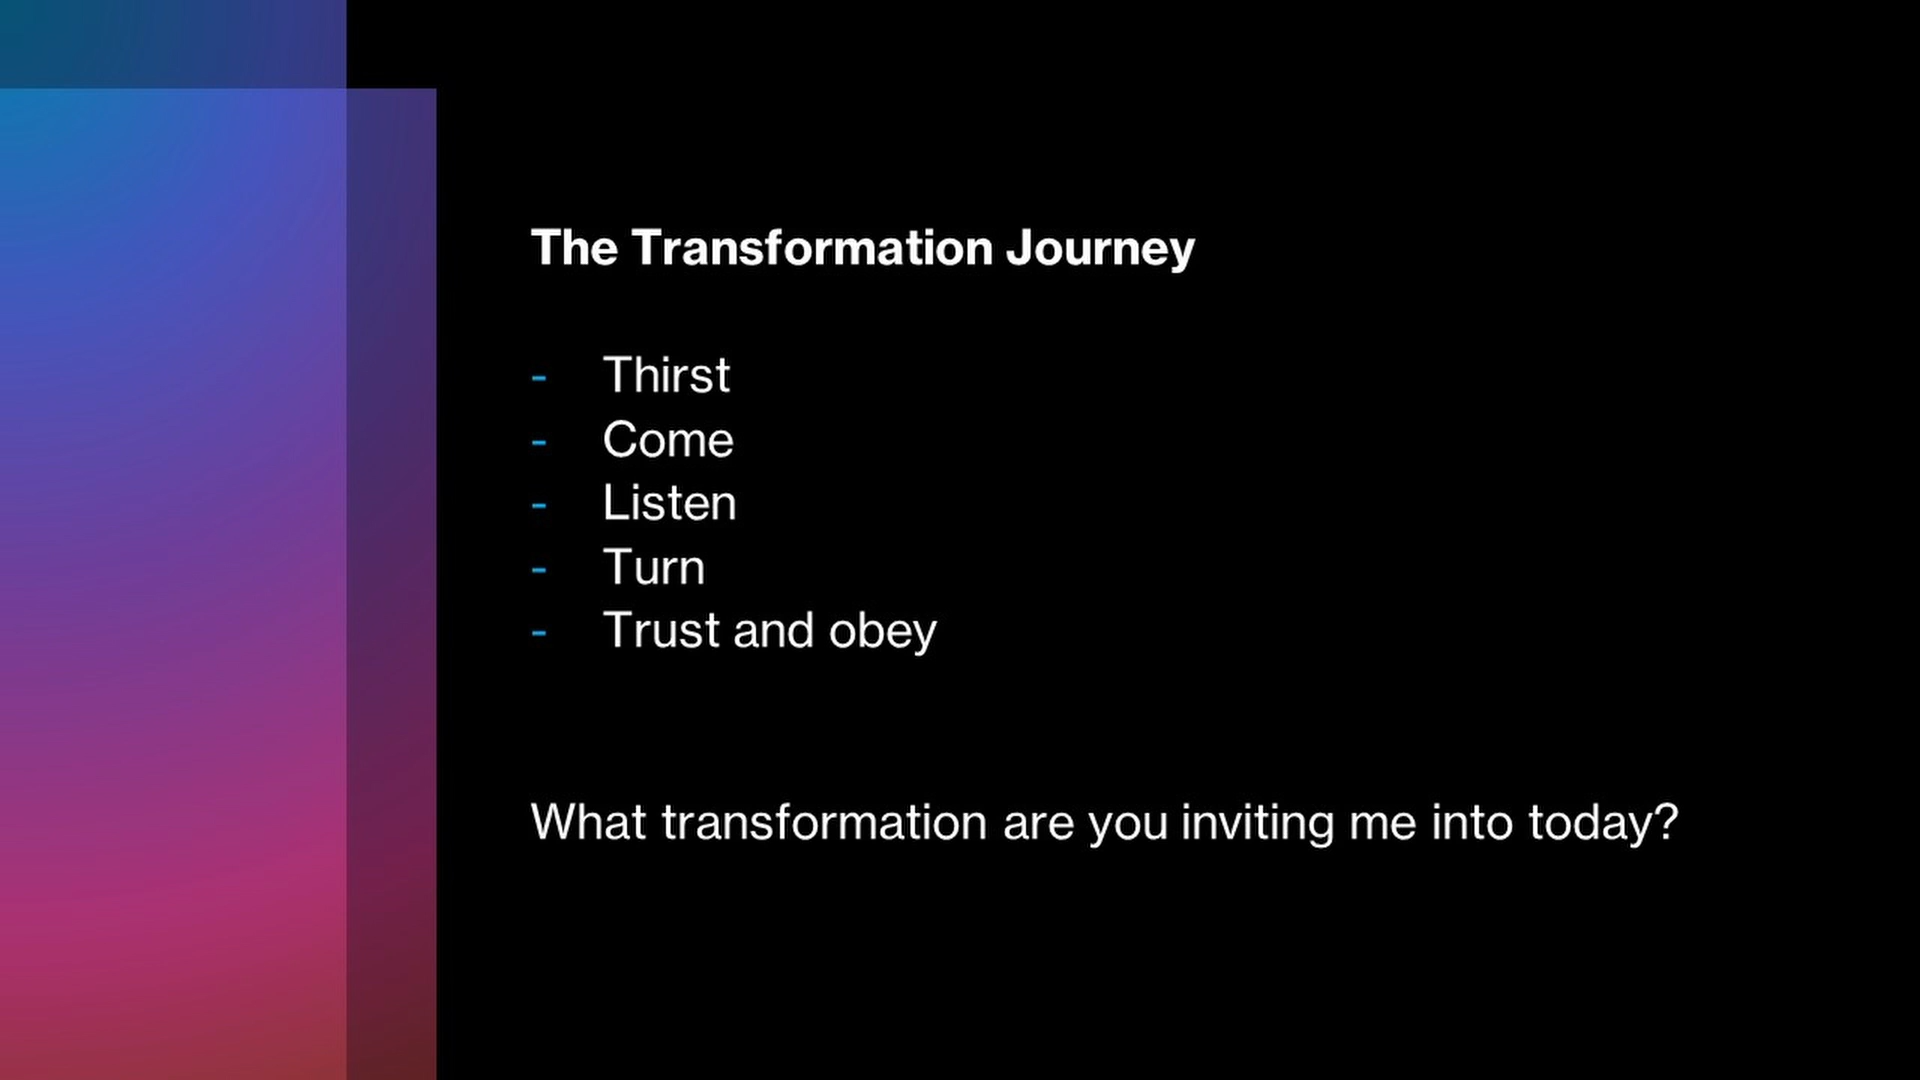 The Transformation Journey
- Thirst
- Come
- Listen
- Turn
- Trust and obey
What transformation are you inviting me into today?